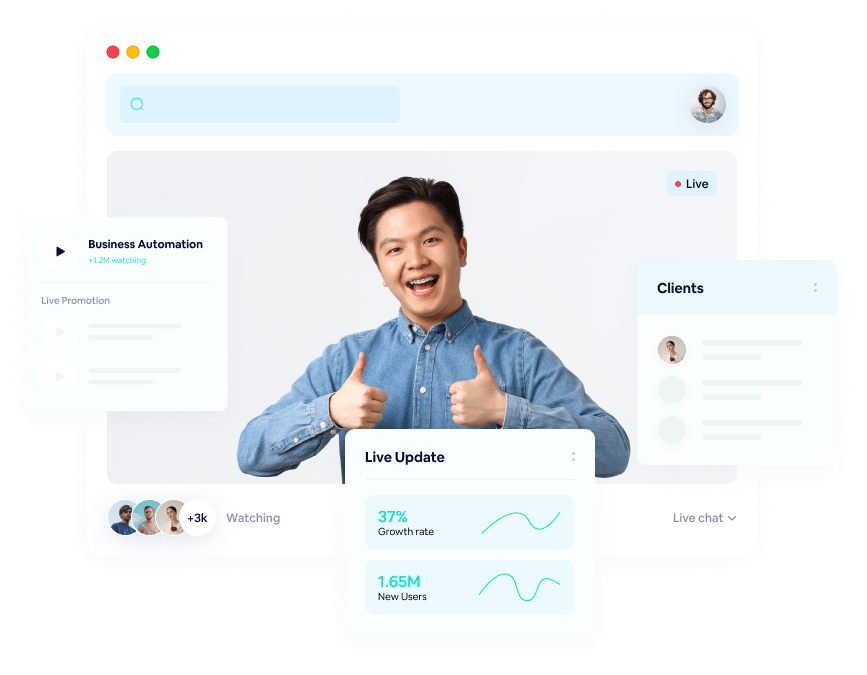 Live
Business Automation
+1.2M watching
Live Promotion
Clients
Live Update
37%
Growth rate
1.65M
New Users
+3k
Watching
Live chat